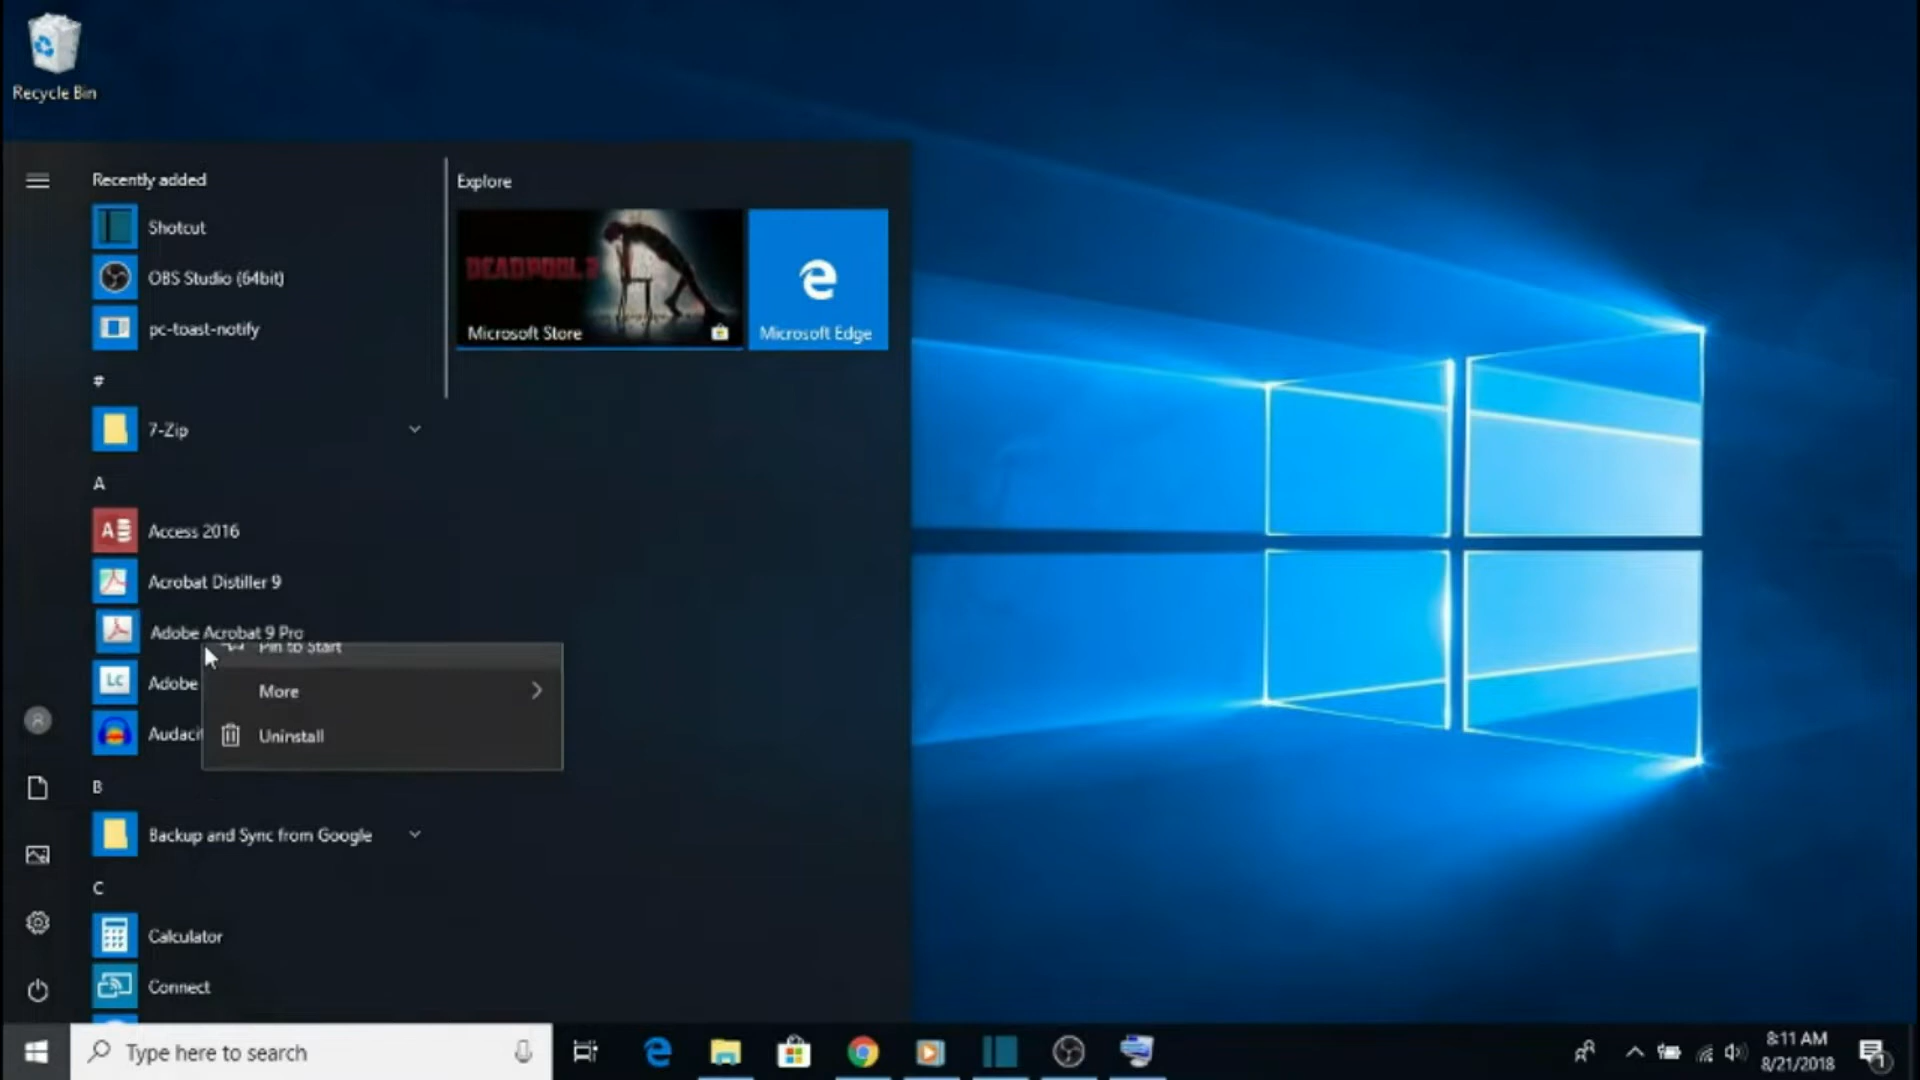 Recycle Bin
Recently added
Explore
Shotcut
OBS Studio (64bit)
pc-toast-notify
DEADPOOL 2
Microsoft Store
Microsoft Edge
#
7-Zip
A
Access 2016
Acrobat Distiller 9
Adobe Acrobat 9 Pro
Pin to Start
Adobe
More
Audacit
Uninstall
B
Backup and Sync from Google
C
Calculator
Connect
Type here to search
8:11 AM
8/21/2018
1